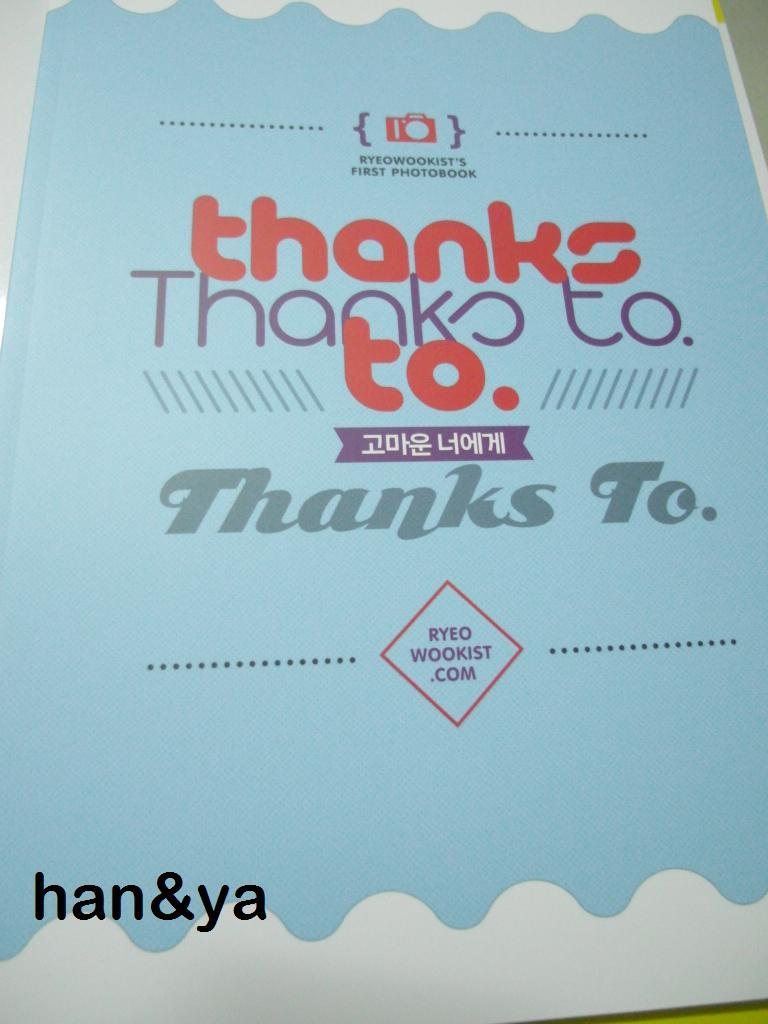 RYEOWOOKIST'S
FIRST PHOTOBOOK
thanks
Thanks to.
to.
고마운 너에게
Thanks To.
RYEO
WOOKIST
.COM
han&ya